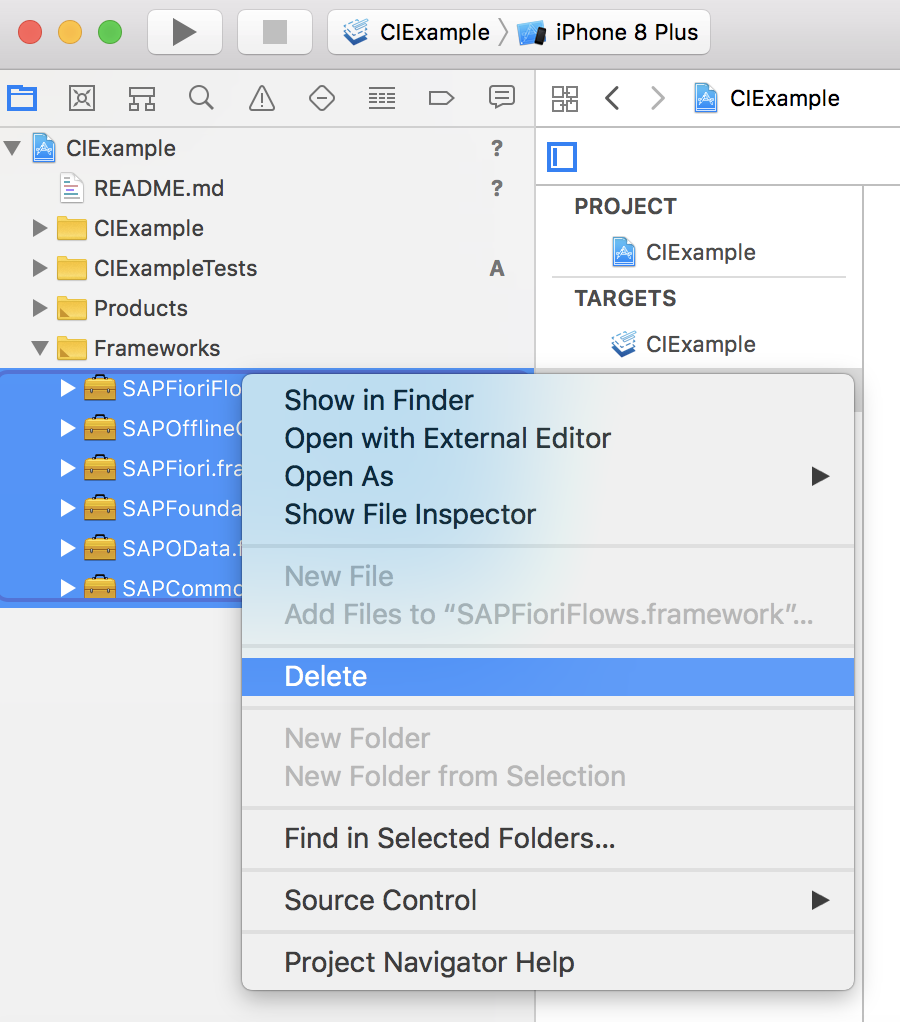 CIExample
iPhone 8 Plus
CIExample
CIExample
?
README.md
?
CIExample
CIExampleTests
A
Products
Frameworks
SAPFioriFlo
SAPOffline
SAPFiori.fra
SAPFounda
SAPOData.f
SAPCommo
PROJECT
CIExample
TARGETS
CIExample
Show in Finder
Open with External Editor
Open As
Show File Inspector
New File
Add Files to “SAPFioriFlows.framework”...
Delete
New Folder
New Folder from Selection
Find in Selected Folders...
Source Control
Project Navigator Help